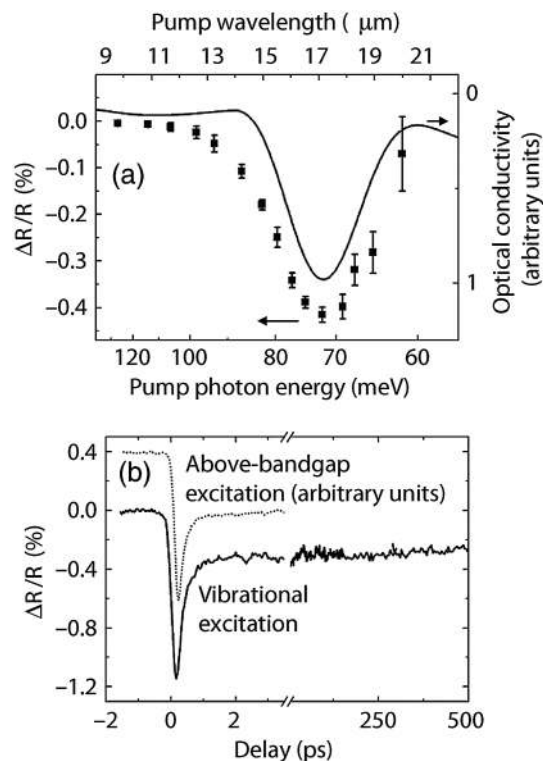 Pump wavelength ( μm)
9 11 13 15 17 19 21
0.0
-0.1
-0.2
-0.3
-0.4
ΔR/R (%)
(a)
0
1
Optical conductivity
(arbitrary units)
120 100 80 70 60
Pump photon energy (meV)
0.4
0.0
-0.4
-0.8
-1.2
ΔR/R (%)
(b)
Above-bandgap
excitation (arbitrary units)
Vibrational
excitation
-2 0 2 250 500
Delay (ps)